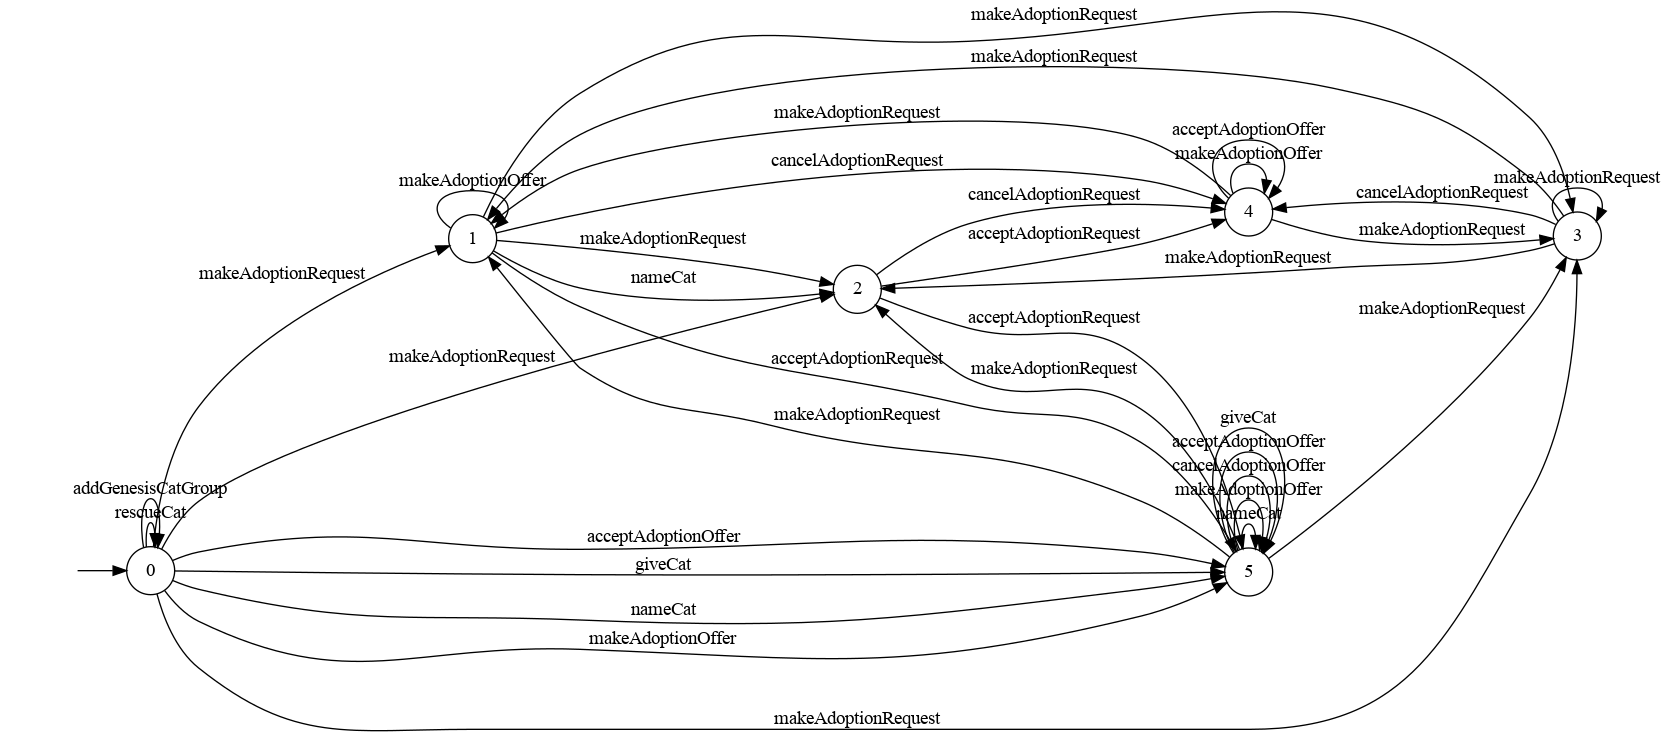 makeAdoptionRequest
makeAdoptionRequest
makeAdoptionRequest
acceptAdoptionOffer
makeAdoptionOffer
cancelAdoptionRequest
makeAdoptionOffer
makeAdoptionRequest
cancelAdoptionRequest
cancelAdoptionRequest
4
acceptAdoptionRequest
makeAdoptionRequest
3
1
makeAdoptionRequest
makeAdoptionRequest
makeAdoptionRequest
nameCat
2
makeAdoptionRequest
acceptAdoptionRequest
makeAdoptionRequest
acceptAdoptionRequest
makeAdoptionRequest
makeAdoptionRequest
giveCat
acceptAdoptionOffer
cancelAdoptionOffer
makeAdoptionOffer
nameCat
addGenesisCatGroup
rescueCat
acceptAdoptionOffer
giveCat
0
5
nameCat
makeAdoptionOffer
makeAdoptionRequest